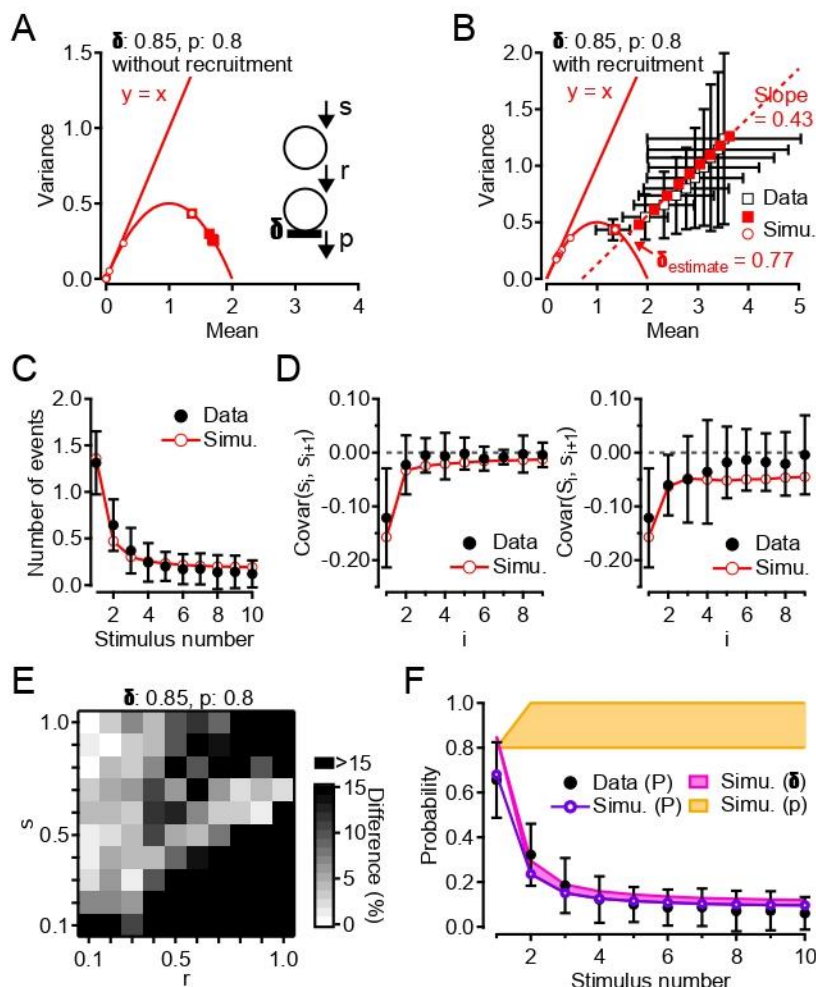 A
δ: 0.85, p: 0.8
without recruitment
y = x
s
r
δ
p
Variance
1.5
1.0
0.5
0.0
0 1 2 3 4
Mean
B
δ: 0.85, p: 0.8
with recruitment
y = x
Slope
= 0.43
Data
Simu.
δestimate = 0.77
Variance
2.0
1.5
1.0
0.5
0
0 1 2 3 4 5
Mean
C
Data
Simu.
Number of events
2.0
1.5
1.0
0.5
0.0
2 4 6 8 10
Stimulus number
D
Covar(si, si+1)
0.10
0.00
-0.10
-0.20
Data
Simu.
2 4 6 8
i
Covar(Si, si+1)
0.10
0.00
-0.10
-0.20
Data
Simu.
2 4 6 8
i
E
δ: 0.85, p: 0.8
s
1.0
0.5
0.1
0.1 0.5 1.0
r
>15
15
10
5
0
Difference (%)
F
Probability
1.0
0.8
0.6
0.4
0.2
0.0
Data (P)
Simu. (P)
Simu. (δ)
Simu. (p)
2 4 6 8 10
Stimulus number